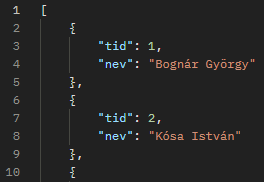 1 [
2 {
3 "tid": 1,
4 "nev": "Bognár György"
5 },
6 {
7 "tid": 2,
8 "nev": "Kósa István"
9 },
10 {